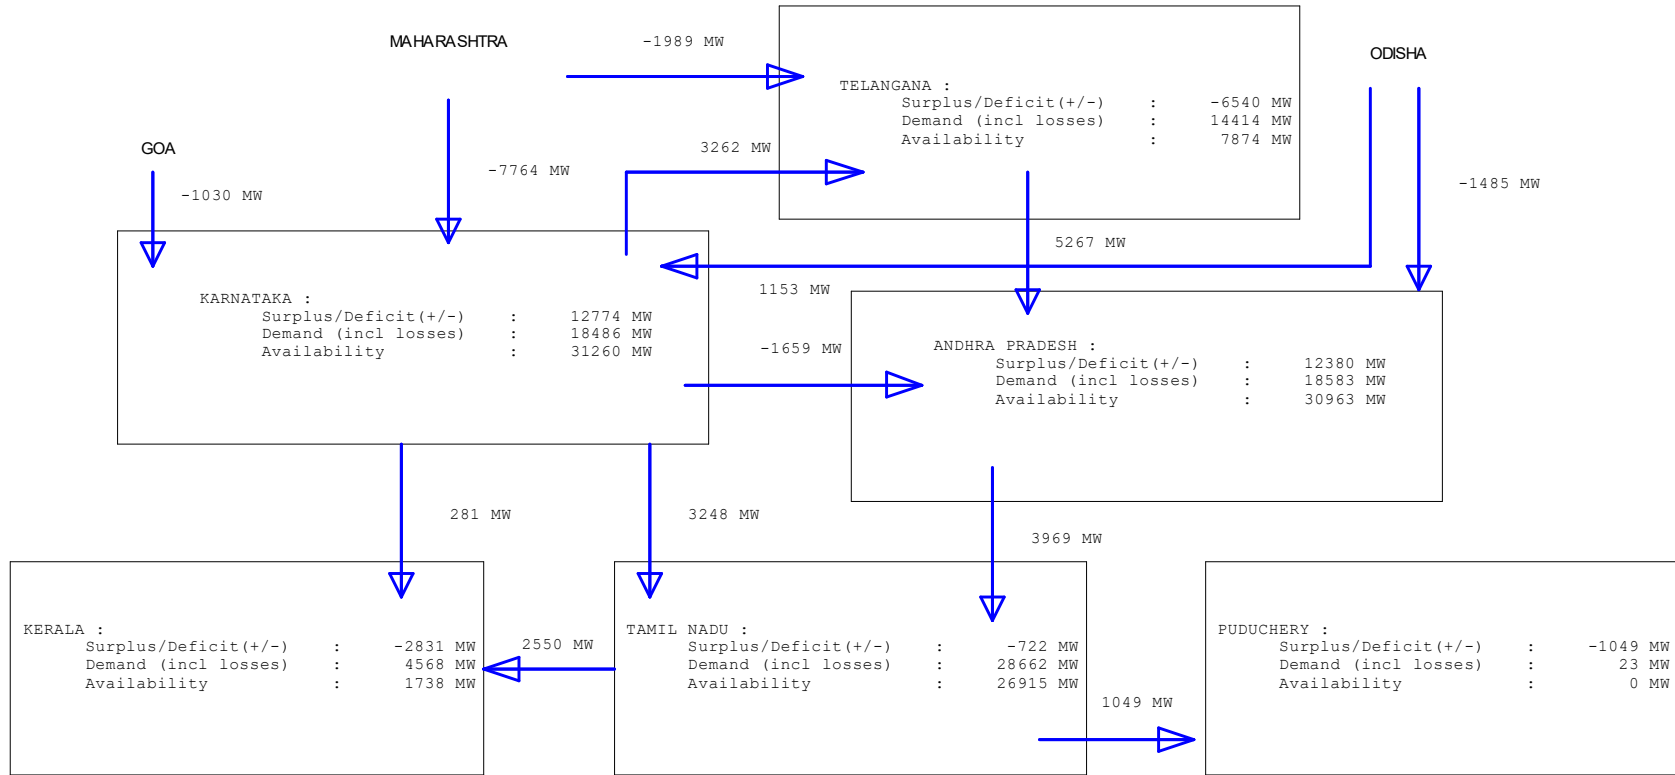 MAHARASHTRA
-1989 MW
ODISHA
TELANGANA :
Surplus/Deficit(+/-) : -6540 MW
Demand (incl losses) : 14414 MW
Availability : 7874 MW
GOA
3262 MW
-7764 MW
-1030 MW
-1485 MW
5267 MW
1153 MW
KARNATAKA :
Surplus/Deficit(+/-) : 12774 MW
Demand (incl losses) : 18486 MW
Availability : 31260 MW
-1659 MW
ANDHRA PRADESH :
Surplus/Deficit(+/-) : 12380 MW
Demand (incl losses) : 18583 MW
Availability : 30963 MW
281 MW
3248 MW
3969 MW
KERALA :
Surplus/Deficit(+/-) : -2831 MW
Demand (incl losses) : 4568 MW
Availability : 1738 MW
2550 MW
TAMIL NADU :
Surplus/Deficit(+/-) : -722 MW
Demand (incl losses) : 28662 MW
Availability : 26915 MW
1049 MW
PUDUCHERY :
Surplus/Deficit(+/-) : -1049 MW
Demand (incl losses) : 23 MW
Availability : 0 MW